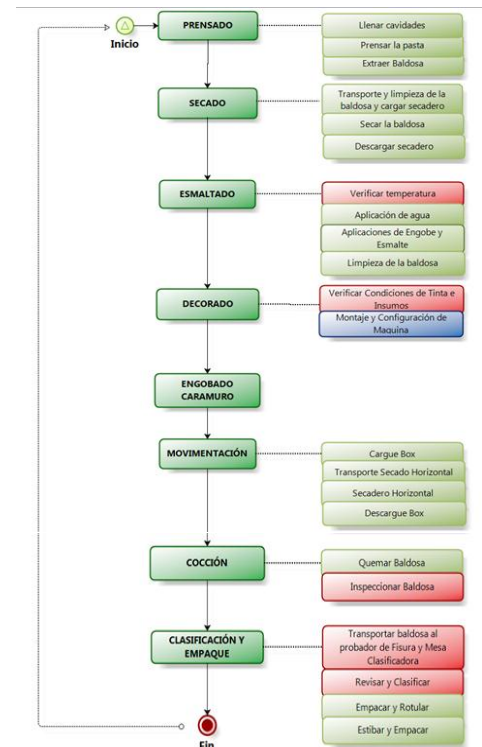 PRENSADO
Inicio
Llenar cavidades
Prensar la pasta
Extraer Baldosa
SECADO
Transporte y limpieza de la
baldosa y cargar secadero
Secar la baldosa
Descargar secadero
ESMALTADO
Verificar temperatura
Aplicación de agua
Aplicaciones de Engobe y
Esmalte
Limpieza de la baldosa
DECORADO
Verificar Condiciones de Tinta e
Insumos
Montaje y Configuración de
Maquina
ENGOBADO
CARAMURO
MOVIMENTACIÓN
Cargue Box
Transporte Secado Horizontal
Secadero Horizontal
Descargue Box
COCCIÓN
Quemar Baldosa
Inspeccionar Baldosa
CLASIFICACIÓN Y
EMPAQUE
Transportar baldosa al
probador de Fisura y Mesa
Clasificadora
Revisar y Clasificar
Empacar y Rotular
Estibar y Empacar
Fin